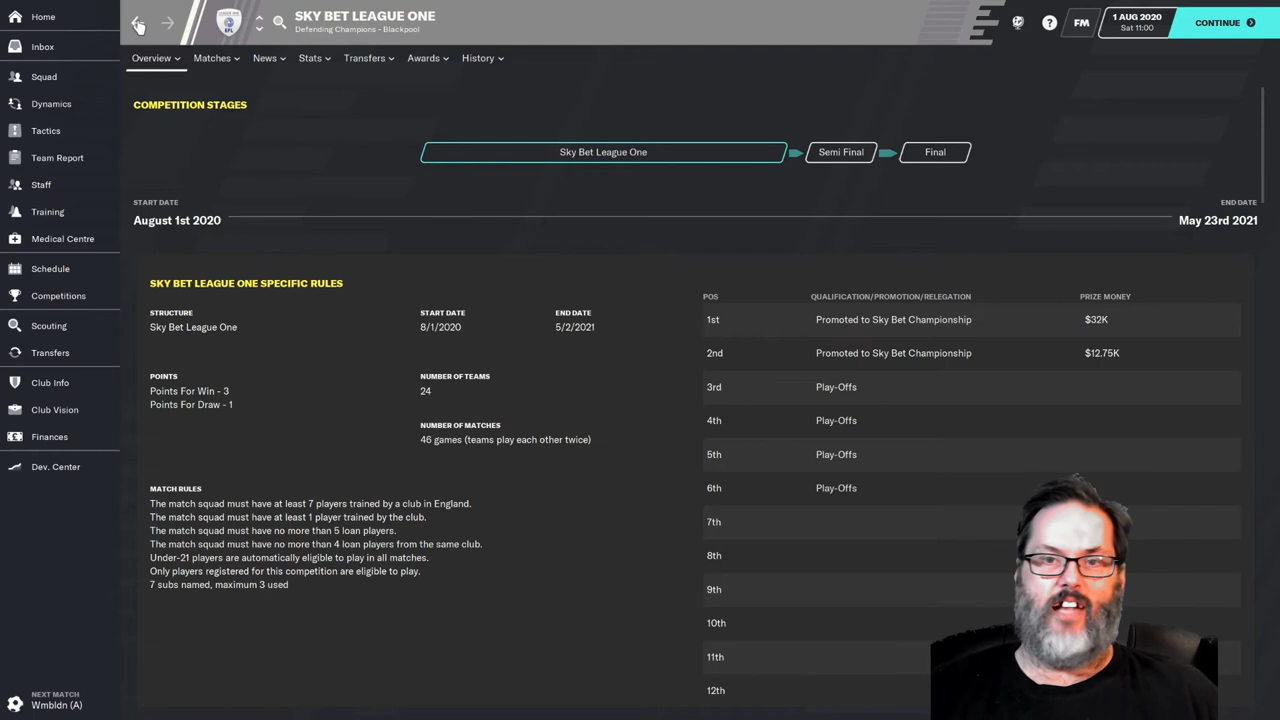 Home
Inbox
Squad
Dynamics
Tactics
Team Report
Staff
Training
Medical Centre
Schedule
Competitions
Scouting
Transfers
Club Info
Club Vision
Finances
Dev. Center
NEXT MATCH
Wmbldn (A)
EFL
SKY BET LEAGUE ONE
Defending Champions - Blackpool
FM
1 AUG 2020
Sat 11:00
CONTINUE
Overview Matches News Stats Transfers Awards History
COMPETITION STAGES
Sky Bet League One Semi Final Final
START DATE END DATE
August 1st 2020 May 23rd 2021
SKY BET LEAGUE ONE SPECIFIC RULES
STRUCTURE START DATE END DATE
Sky Bet League One 8/1/2020 5/2/2021
POINTS NUMBER OF TEAMS
Points For Win - 3 24
Points For Draw - 1
NUMBER OF MATCHES
46 games (teams play each other twice)
MATCH RULES
The match squad must have at least 7 players trained by a club in England.
The match squad must have at least 1 player trained by the club.
The match squad must have no more than 5 loan players.
The match squad must have no more than 4 loan players from the same club.
Under-21 players are automatically eligible to play in all matches.
Only players registered for this competition are eligible to play.
7 subs named, maximum 3 used
POS QUALIFICATION/PROMOTION/RELEGATION PRIZE MONEY
1st Promoted to Sky Bet Championship $32K
2nd Promoted to Sky Bet Championship $12.75K
3rd Play-Offs
4th Play-Offs
5th Play-Offs
6th Play-Offs
7th
8th
9th
10th
11th
12th